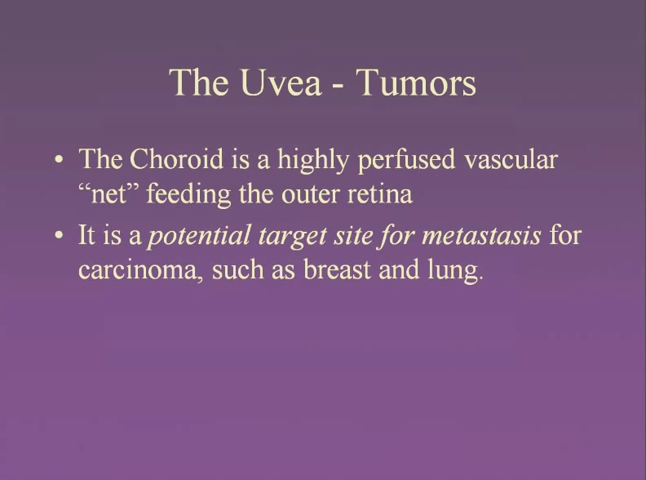 The Uvea - Tumors
• The Choroid is a highly perfused vascular
“net” feeding the outer retina
• It is a potential target site for metastasis for
carcinoma, such as breast and lung.